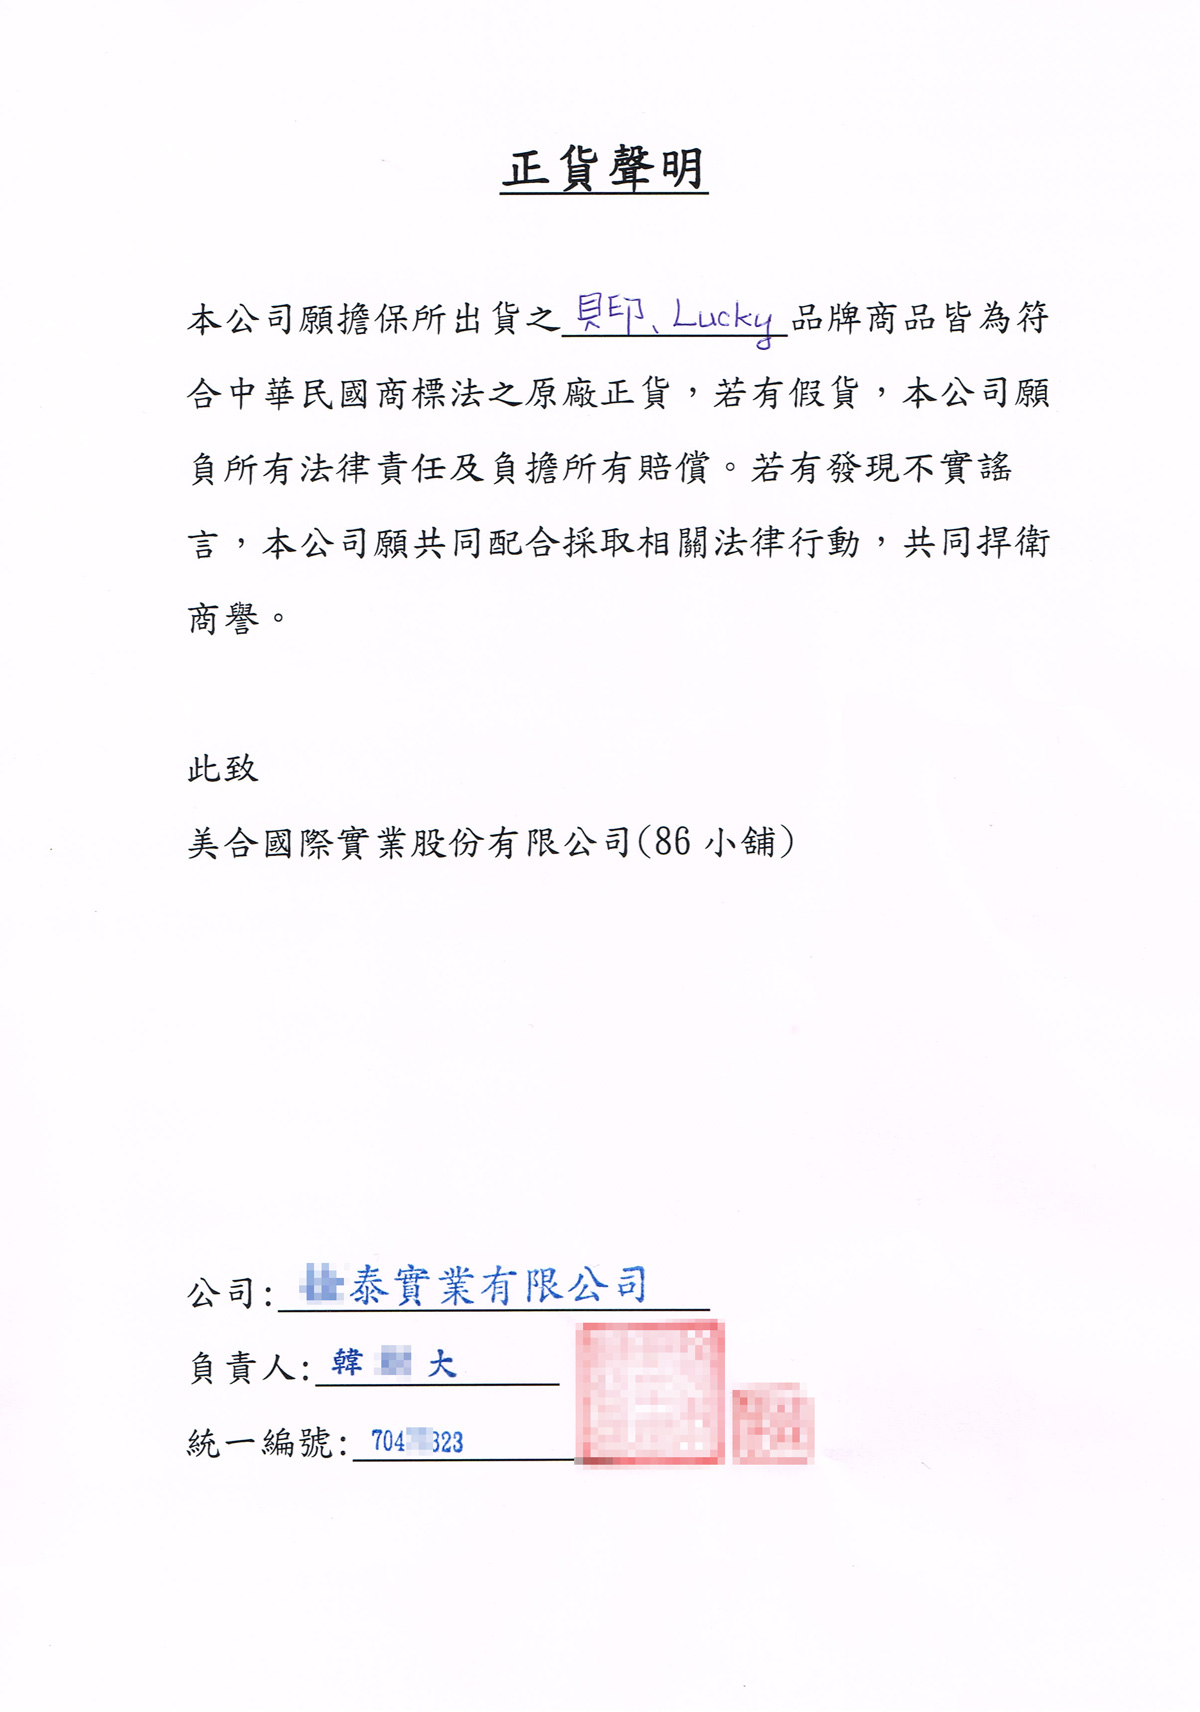 正貨聲明
本公司願擔保所出貨之貝印、Lucky品牌商品皆為符
合中華民國商標法之原廠正貨，若有假貨，本公司願
負所有法律責任及負擔所有賠償。若有發現不實謠
言，本公司願共同配合採取相關法律行動，共同捍衛
商譽。
此致
美合國際實業股份有限公司(86 小舖)
公司: 泰實業有限公司
負責人: 韓 大
統一編號: 704 323